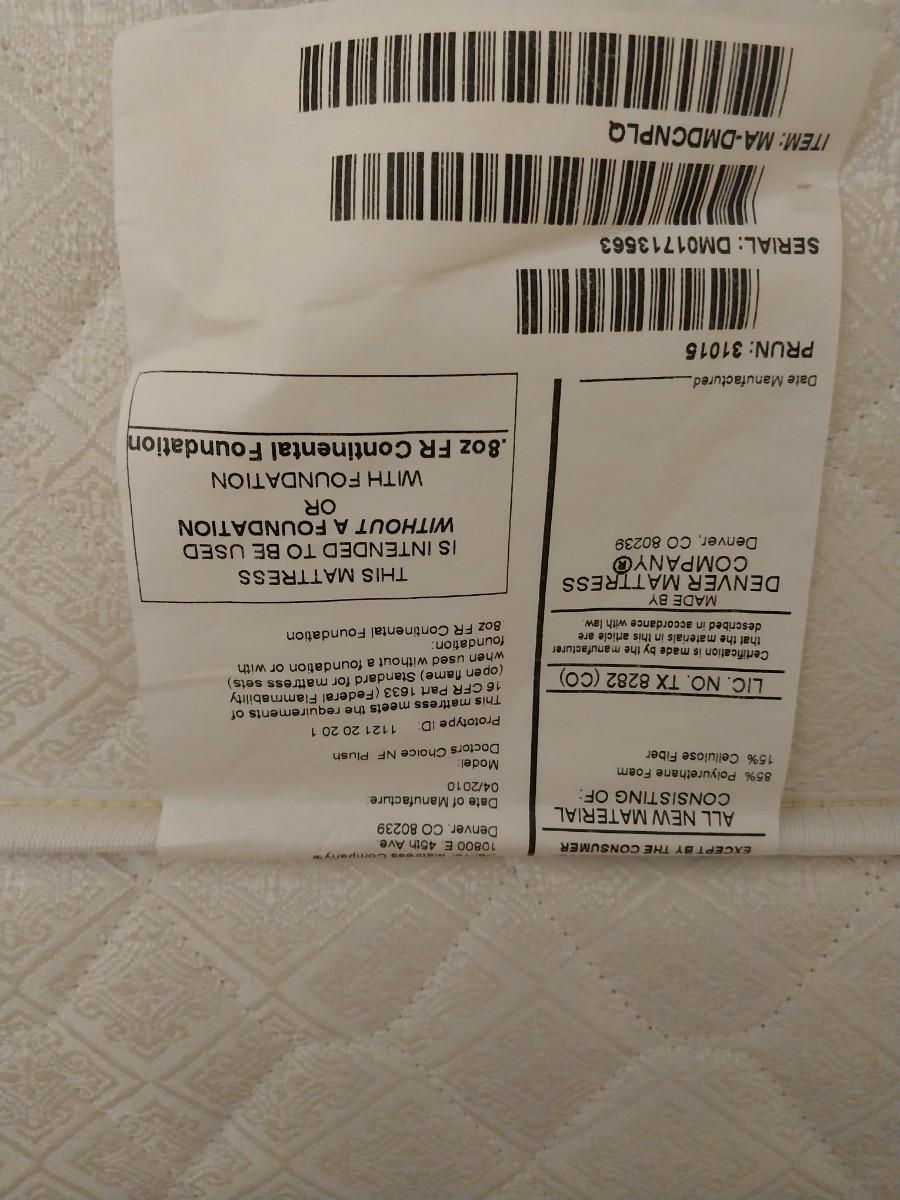 EXCEPT BY THE CONSUMER
ALL NEW MATERIAL
CONSISTING OF:
85% Polyurethane Foam
15% Cellulose Fiber
LIC. NO. TX 8282 (CO)
Certification is made by the manufacturer
that the materials in this article are
described in accordance with law.
MADE BY
DENVER MATTRESS
COMPANY®
Denver, CO 80239
Date Manufactured
Mattress Company®
10800 E. 45th Ave.
Denver, CO 80239
Date of Manufacture:
04/2010
Model:
Doctors Choice NF Plush
Prototype ID: 1121 20 20 1
This mattress meets the requirements of
16 CFR Part 1633 (Federal Flammability
(open flame) Standard for mattress sets)
when used without a foundation or with
foundation:
.8oz FR Continental Foundation
THIS MATTRESS
IS INTENDED TO BE USED
WITHOUT A FOUNDATION
OR
WITH FOUNDATION
.8oz FR Continental Foundation
PRUN: 31015
SERIAL: DM01713563
ITEM: MA-DMDCNPLQ